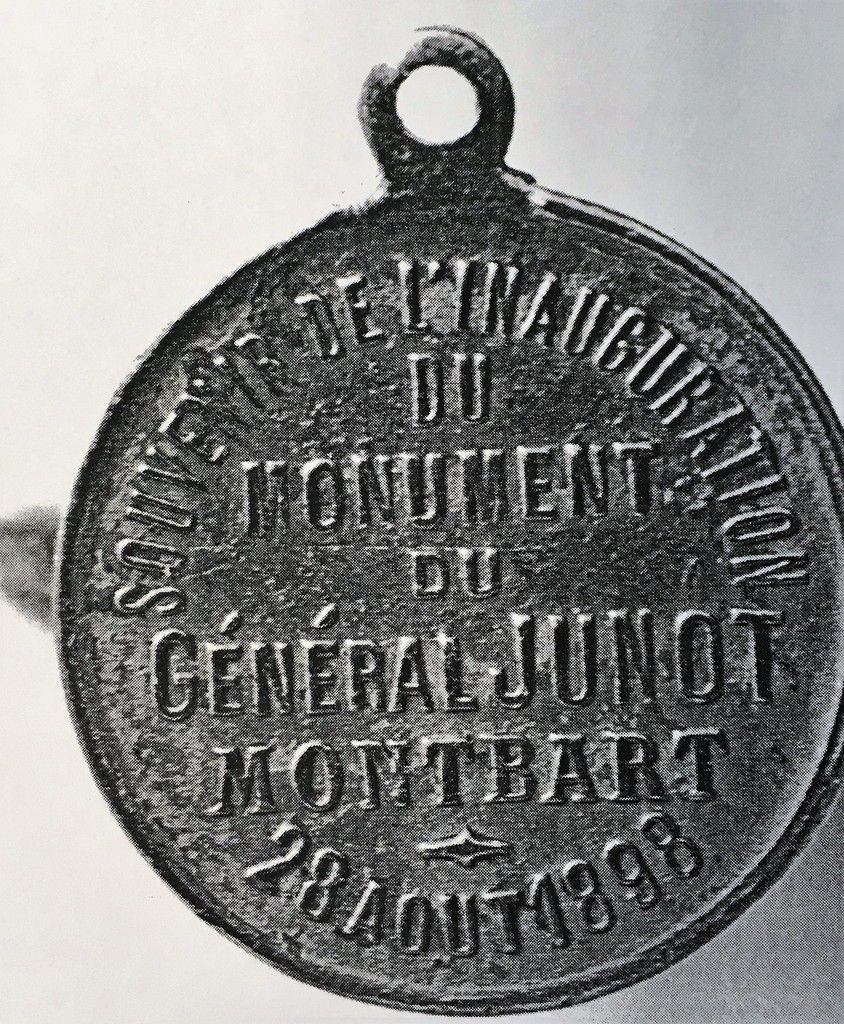 SOUVENIR DE L'INAUGURATION
DU
MONUMENT
DU
GÉNÉRAL JUNOT
MONTBART
28 AOUT 1898